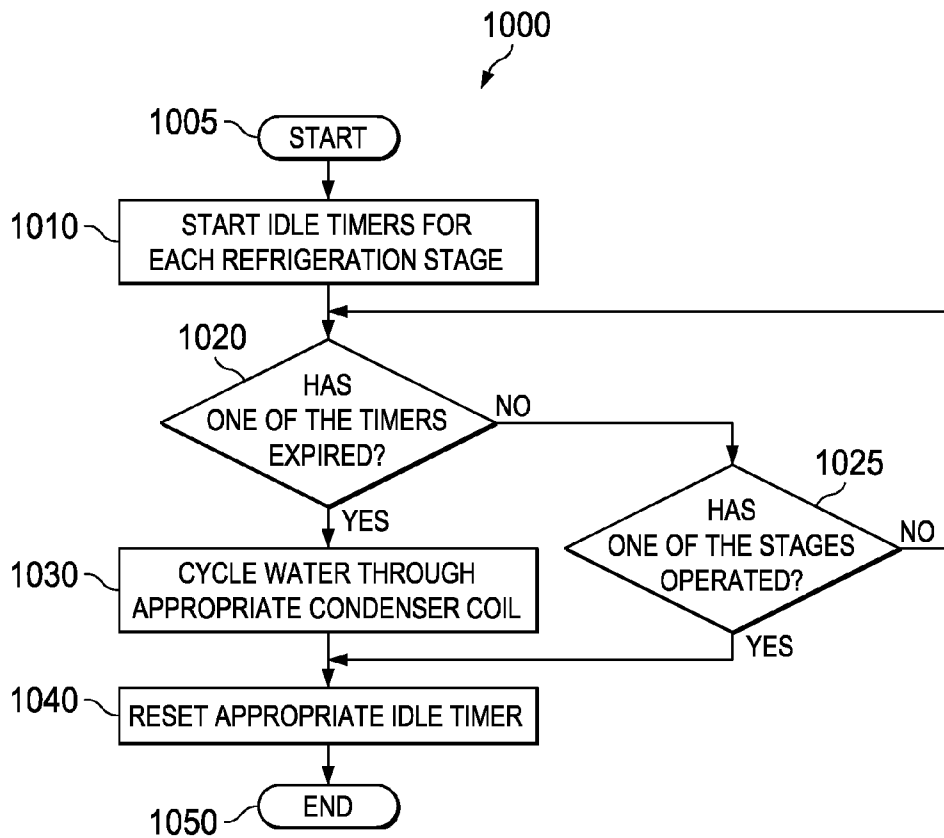 1000
1005
START
1010
START IDLE TIMERS FOR
EACH REFRIGERATION STAGE
1020
HAS
ONE OF THE TIMERS
EXPIRED?
NO
YES
1025
HAS
ONE OF THE STAGES
OPERATED?
NO
YES
1030
CYCLE WATER THROUGH
APPROPRIATE CONDENSER COIL
1040
RESET APPROPRIATE IDLE TIMER
END
1050